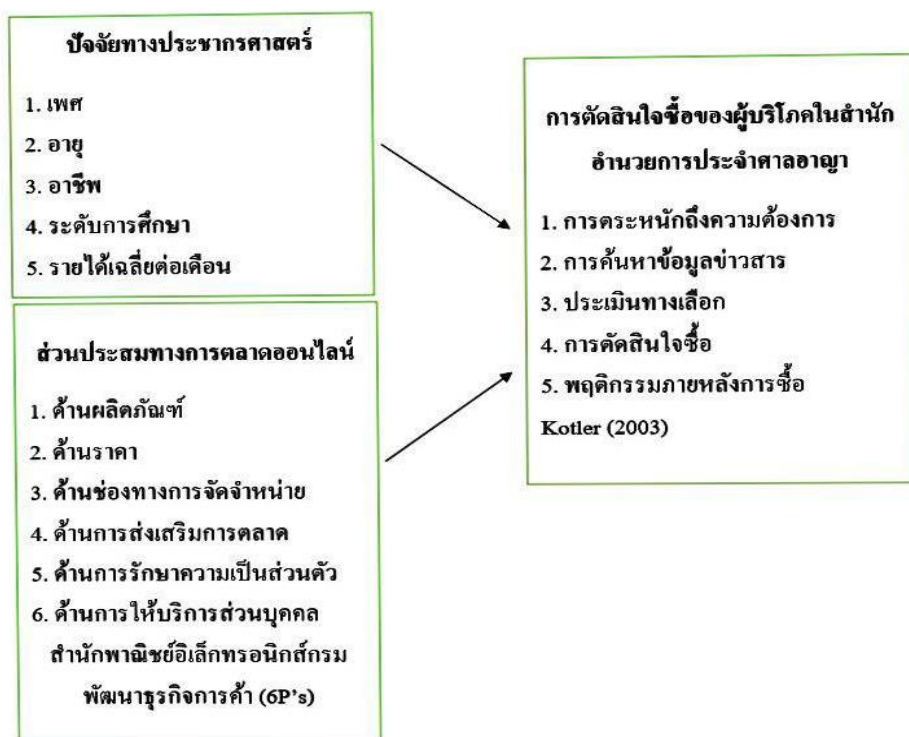 ปัจจัยทางประชากรศาสตร์
1. เพศ
2. อายุ
3. อาชีพ
4. ระดับการศึกษา
5. รายได้เฉลี่ยต่อเดือน
ส่วนประสมทางการตลาดออนไลน์
1. ด้านผลิตภัณฑ์
2. ด้านราคา
3. ด้านช่องทางการจัดจำหน่าย
4. ด้านการส่งเสริมการตลาด
5. ด้านการรักษาความเป็นส่วนตัว
6. ด้านการให้บริการส่วนบุคคล
สำนักพาณิชย์อิเล็กทรอนิกส์กรม
พัฒนาธุรกิจการค้า (6P's)
การตัดสินใจซื้อของผู้บริโภคในสำนัก
อำนวยการประจำศาลอาญา
1. การตระหนักถึงความต้องการ
2. การค้นหาข้อมูลข่าวสาร
3. ประเมินทางเลือก
4. การตัดสินใจซื้อ
5. พฤติกรรมภายหลังการซื้อ
Kotler (2003)